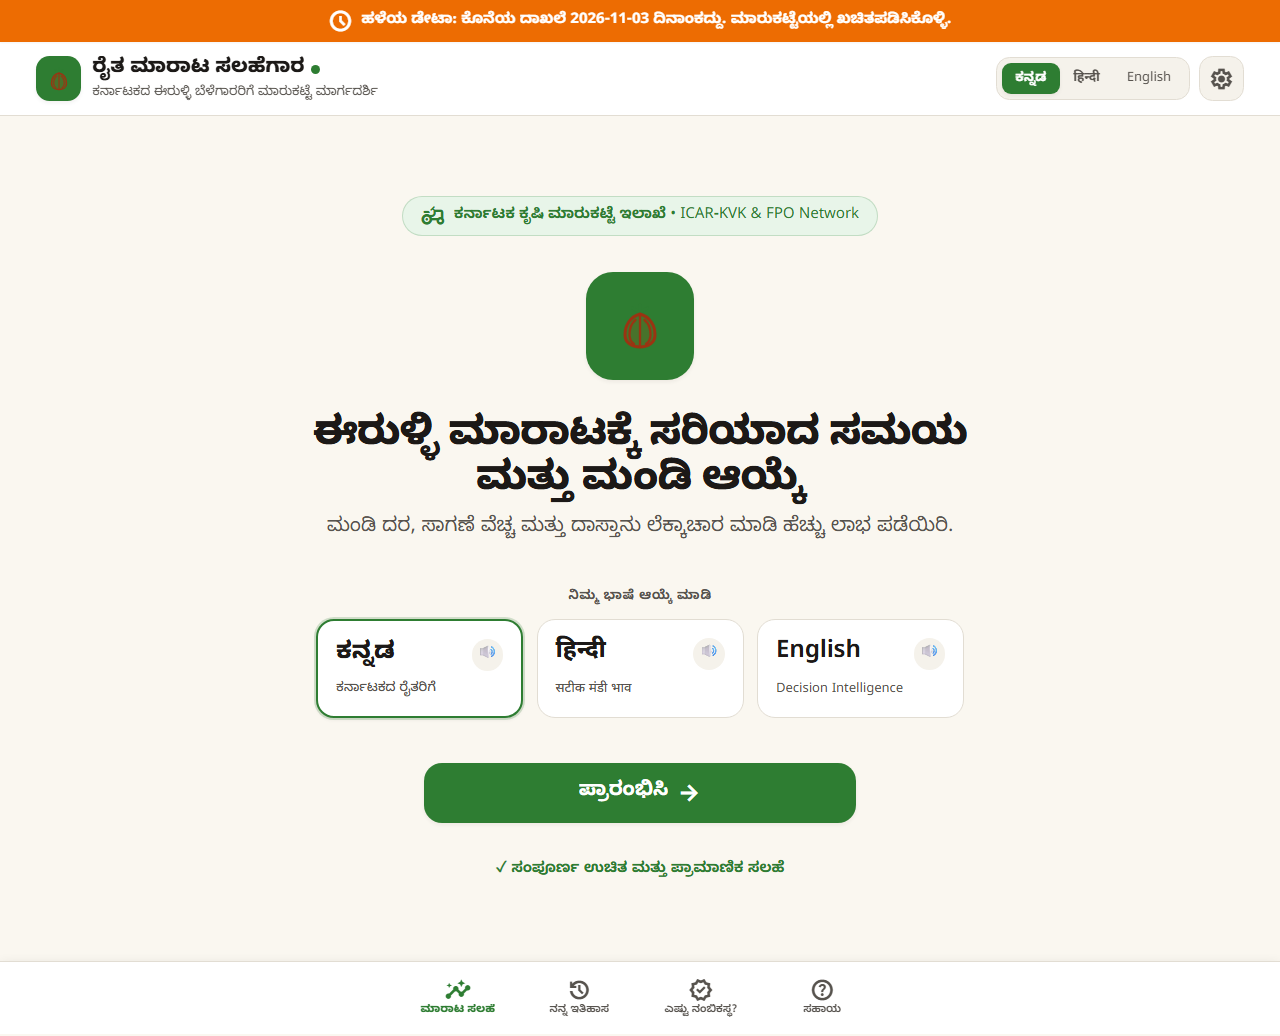 ಹಳೆಯ ಡೇಟಾ: ಕೊನೆಯ ದಾಖಲೆ 2026-11-03 ದಿನಾಂಕದ್ದು. ಮಾರುಕಟ್ಟೆಯಲ್ಲಿ ಖಚಿತಪಡಿಸಿಕೊಳ್ಳಿ.
ರೈತ ಮಾರಾಟ ಸಲಹೆಗಾರ
ಕರ್ನಾಟಕದ ಈರುಳ್ಳಿ ಬೆಳೆಗಾರರಿಗೆ ಮಾರುಕಟ್ಟೆ ಮಾರ್ಗದರ್ಶಿ
ಕನ್ನಡ हिन्दी English
ಕರ್ನಾಟಕ ಕೃಷಿ ಮಾರುಕಟ್ಟೆ ಇಲಾಖೆ • ICAR-KVK & FPO Network
ಈರುಳ್ಳಿ ಮಾರಾಟಕ್ಕೆ ಸರಿಯಾದ ಸಮಯ
ಮತ್ತು ಮಂಡಿ ಆಯ್ಕೆ
ಮಂಡಿ ದರ, ಸಾಗಣೆ ವೆಚ್ಚ ಮತ್ತು ದಾಸ್ತಾನು ಲೆಕ್ಕಾಚಾರ ಮಾಡಿ ಹೆಚ್ಚು ಲಾಭ ಪಡೆಯಿರಿ.
ನಿಮ್ಮ ಭಾಷೆ ಆಯ್ಕೆ ಮಾಡಿ
ಕನ್ನಡ
ಕರ್ನಾಟಕದ ರೈತರಿಗೆ
हिन्दी
सटीक मंडी भाव
English
Decision Intelligence
ಪ್ರಾರಂಭಿಸಿ →
✓ ಸಂಪೂರ್ಣ ಉಚಿತ ಮತ್ತು ಪ್ರಾಮಾಣಿಕ ಸಲಹೆ
ಮಾರಾಟ ಸಲಹೆ
ನನ್ನ ಇತಿಹಾಸ
ಎಷ್ಟು ನಂಬಿಕಸ್ಥ?
ಸಹಾಯ